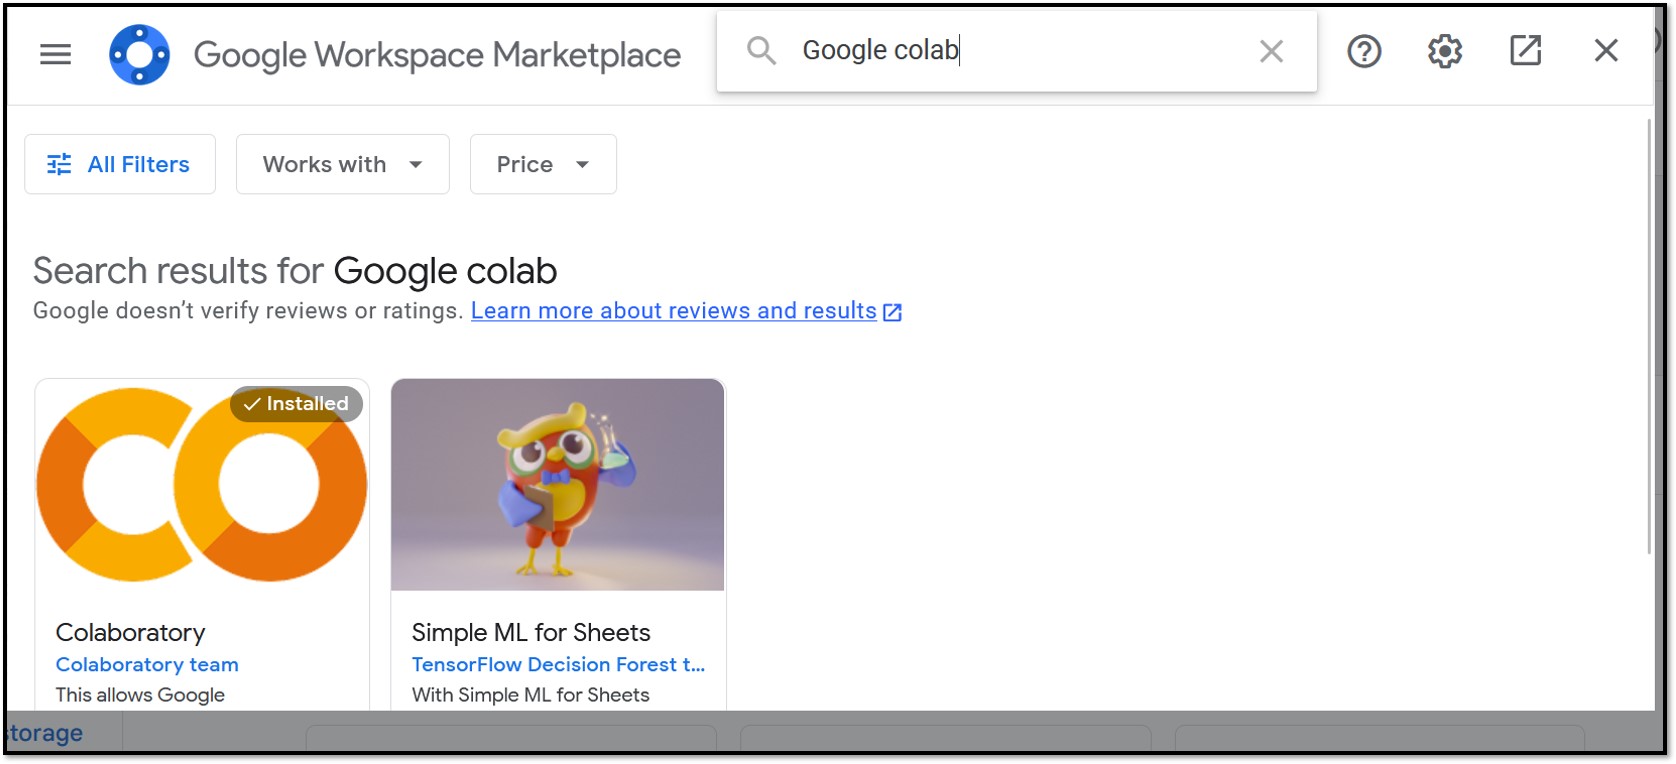 Google Workspace Marketplace
Google colab
All Filters
Works with
Price
Search results for Google colab
Google doesn’t verify reviews or ratings. Learn more about reviews and results
Installed
Colaboratory
Colaboratory team
This allows Google
Simple ML for Sheets
TensorFlow Decision Forest t...
With Simple ML for Sheets
storage